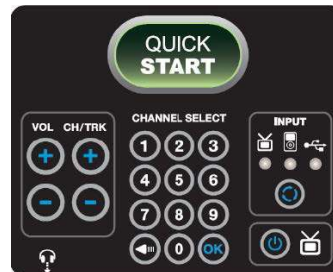 QUICK
START
VOL CH/TRK
+ +
− −
CHANNEL SELECT
1 2 3
4 5 6
7 8 9
0 OK
INPUT